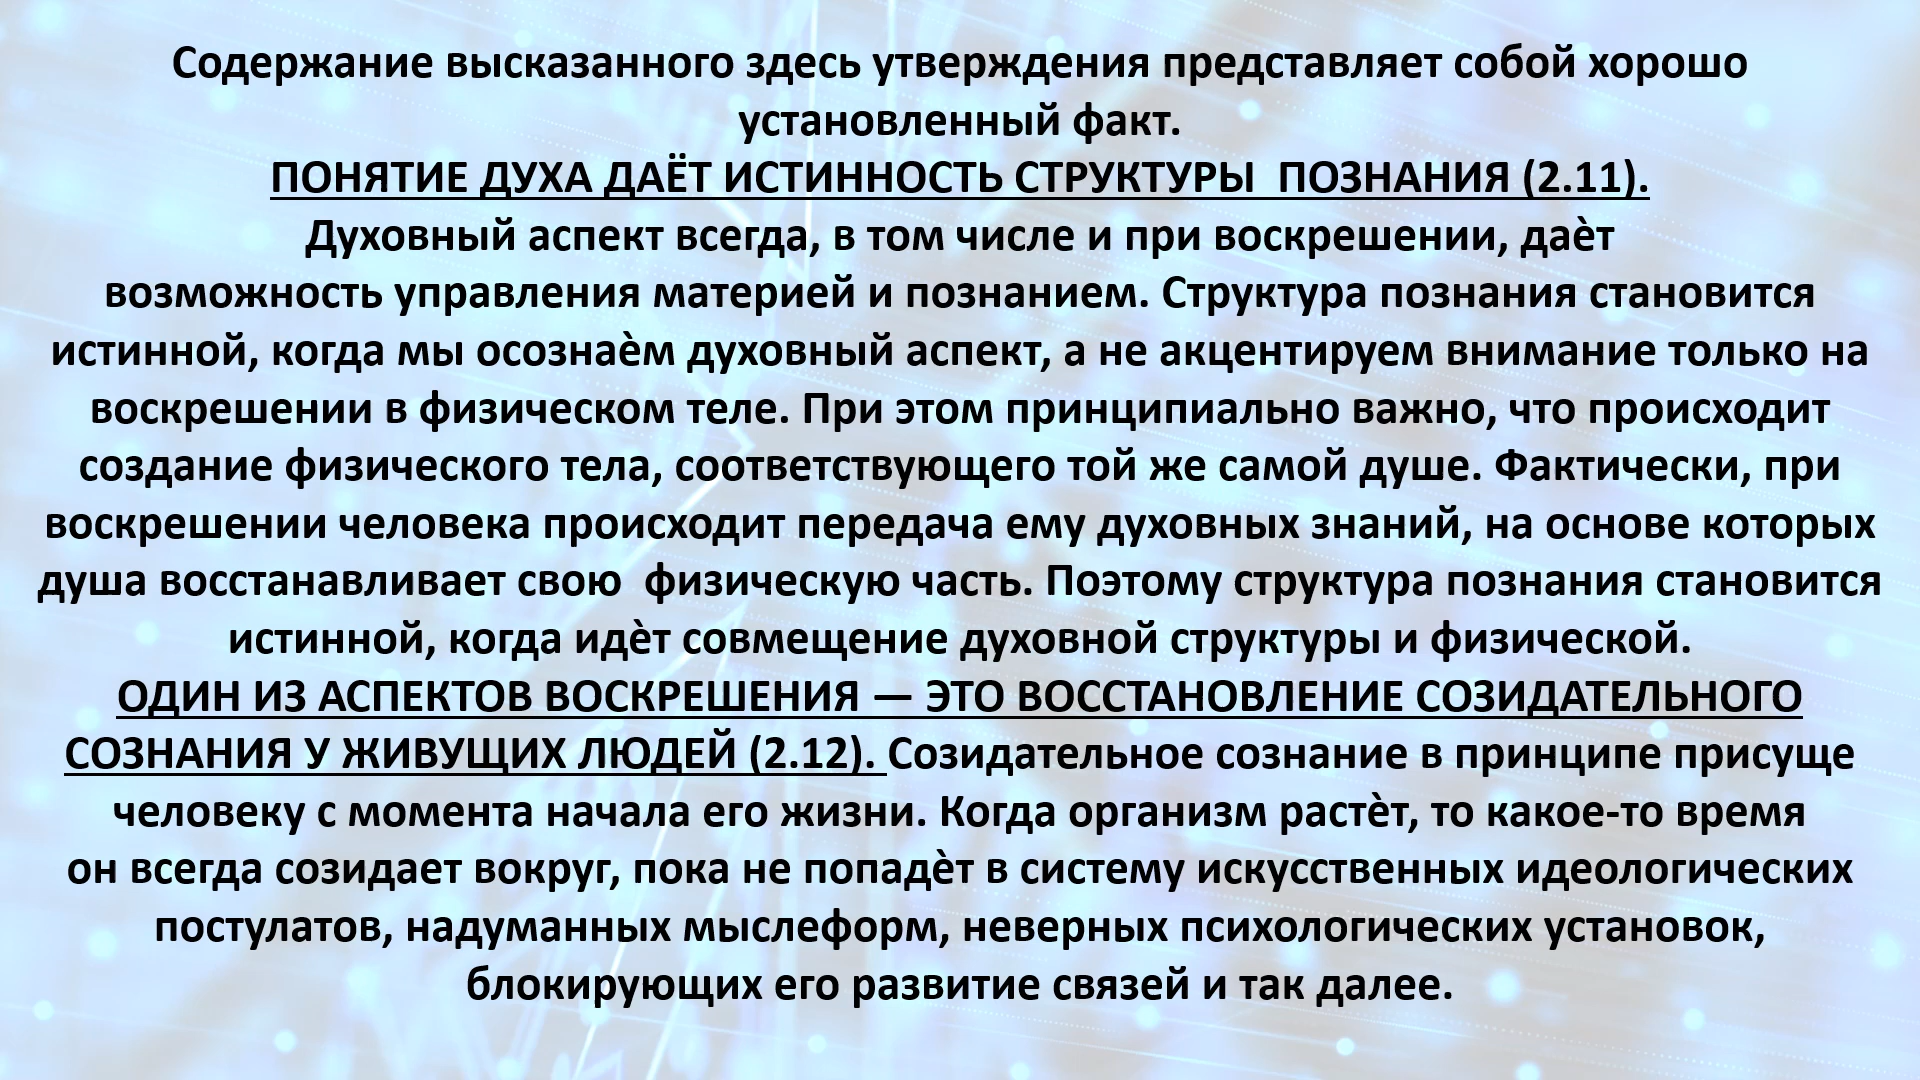 Содержание высказанного здесь утверждения представляет собой хорошо
установленный факт.
ПОНЯТИЕ ДУХА ДАЁТ ИСТИННОСТЬ СТРУКТУРЫ  ПОЗНАНИЯ (2.11).
Духовный аспект всегда, в том числе и при воскрешении, даѐт
возможность управления материей и познанием. Структура познания становится
истинной, когда мы осознаѐм духовный аспект, а не акцентируем внимание только на
воскрешении в физическом теле. При этом принципиально важно, что происходит
создание физического тела, соответствующего той же самой душе. Фактически, при
воскрешении человека происходит передача ему духовных знаний, на основе которых
душа восстанавливает свою  физическую часть. Поэтому структура познания становится
истинной, когда идѐт совмещение духовной структуры и физической.
ОДИН ИЗ АСПЕКТОВ ВОСКРЕШЕНИЯ — ЭТО ВОССТАНОВЛЕНИЕ СОЗИДАТЕЛЬНОГО
СОЗНАНИЯ У ЖИВУЩИХ ЛЮДЕЙ (2.12). Созидательное сознание в принципе присуще
человеку с момента начала его жизни. Когда организм растѐт, то какое-то время
он всегда созидает вокруг, пока не попадѐт в систему искусственных идеологических
постулатов, надуманных мыслеформ, неверных психологических установок,
блокирующих его развитие связей и так далее.